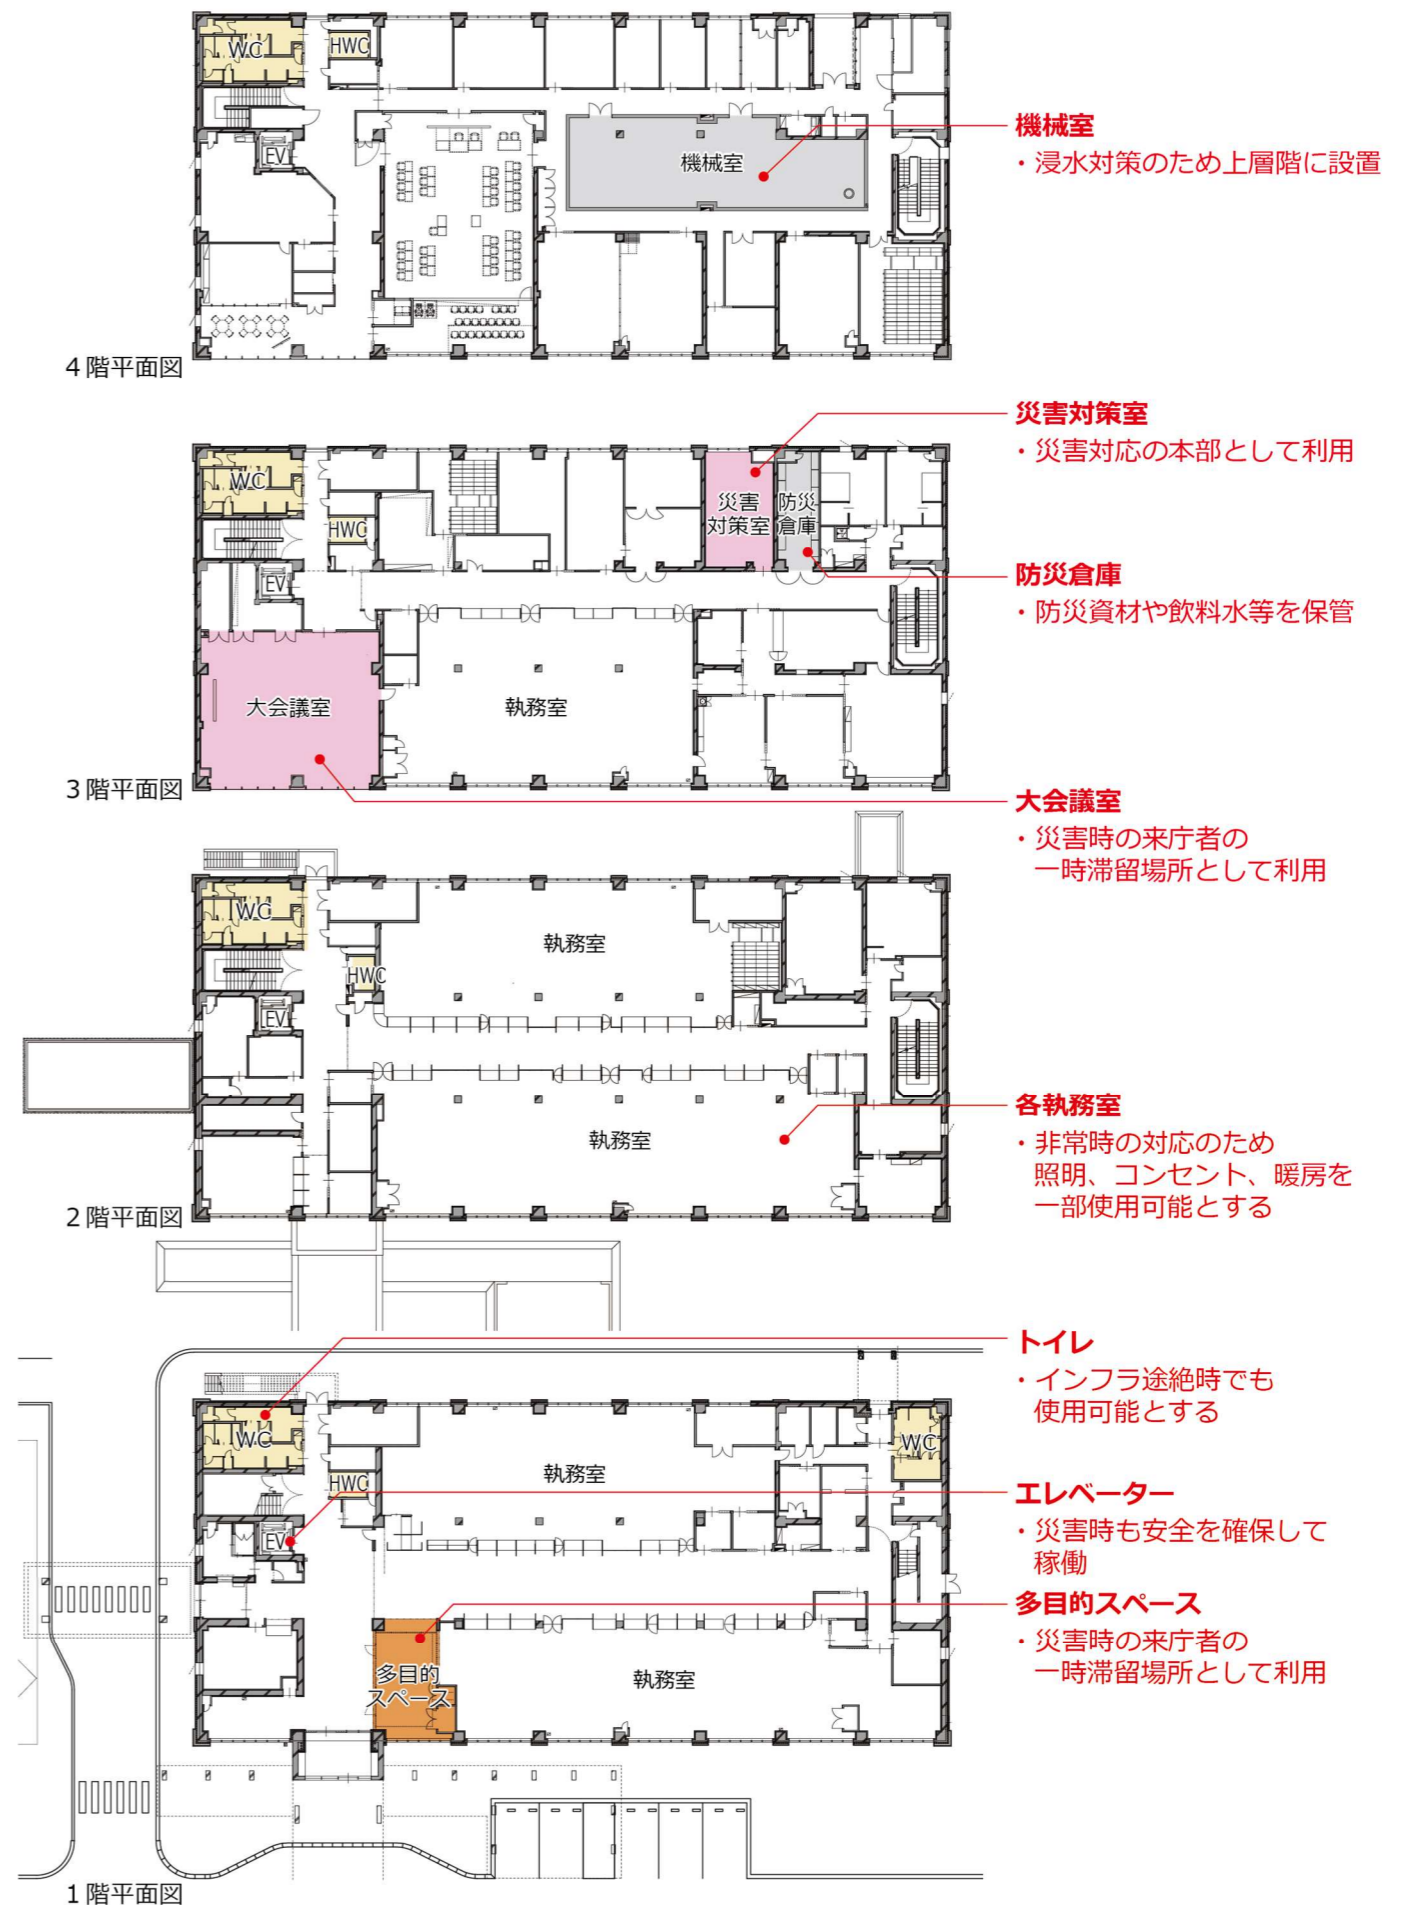 WC
HWC
EV
機械室
機械室
・浸水対策のため上層階に設置
4階平面図
災害対策室
・災害対応の本部として利用
WC
HWC
EV
災害
対策室
防災
倉庫
防災倉庫
・防災資材や飲料水等を保管
大会議室
執務室
3階平面図
大会議室
・災害時の来庁者の
一時滞留場所として利用
WC
HWC
EV
執務室
執務室
各執務室
・非常時の対応のため
照明、コンセント、暖房を
一部使用可能とする
2階平面図
トイレ
・インフラ途絶時でも
使用可能とする
WC
HWC
EV
執務室
WC
エレベーター
・災害時も安全を確保して
稼働
多目的スペース
・災害時の来庁者の
一時滞留場所として利用
多目的
スペース
執務室
1階平面図